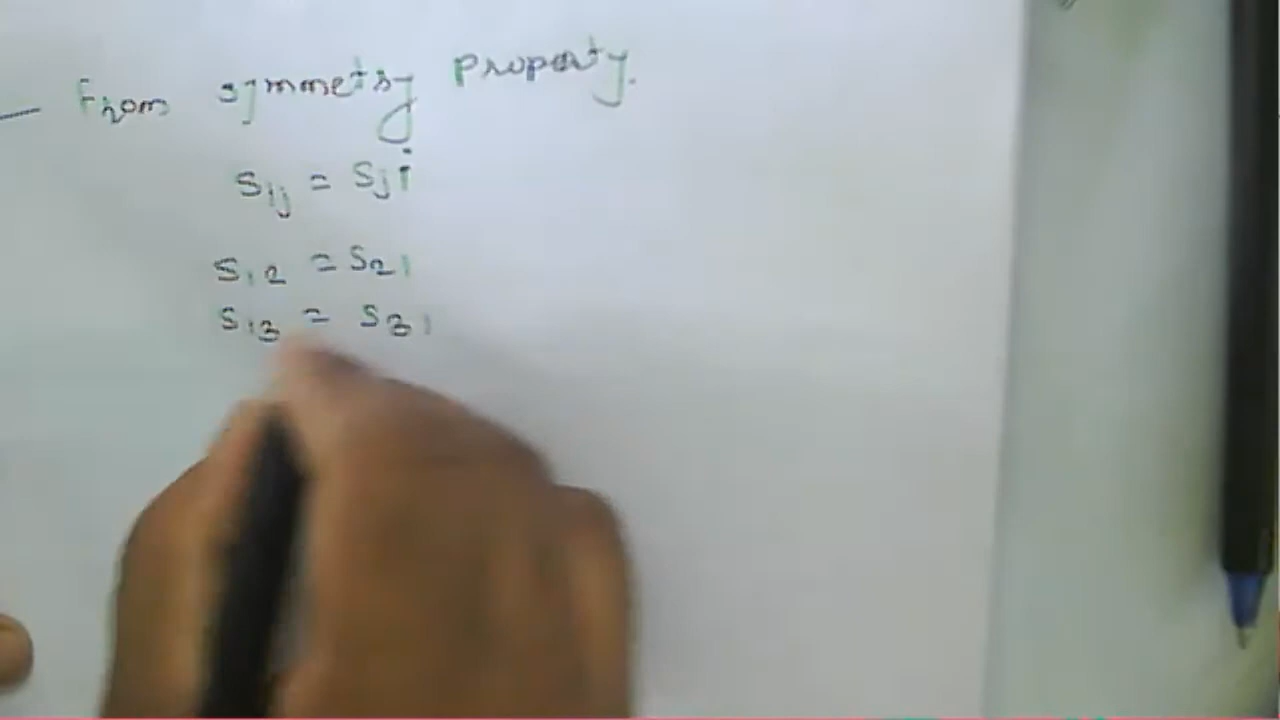 — From symmetry property.
Sij = Sji
S12 = S21
S13 = S31